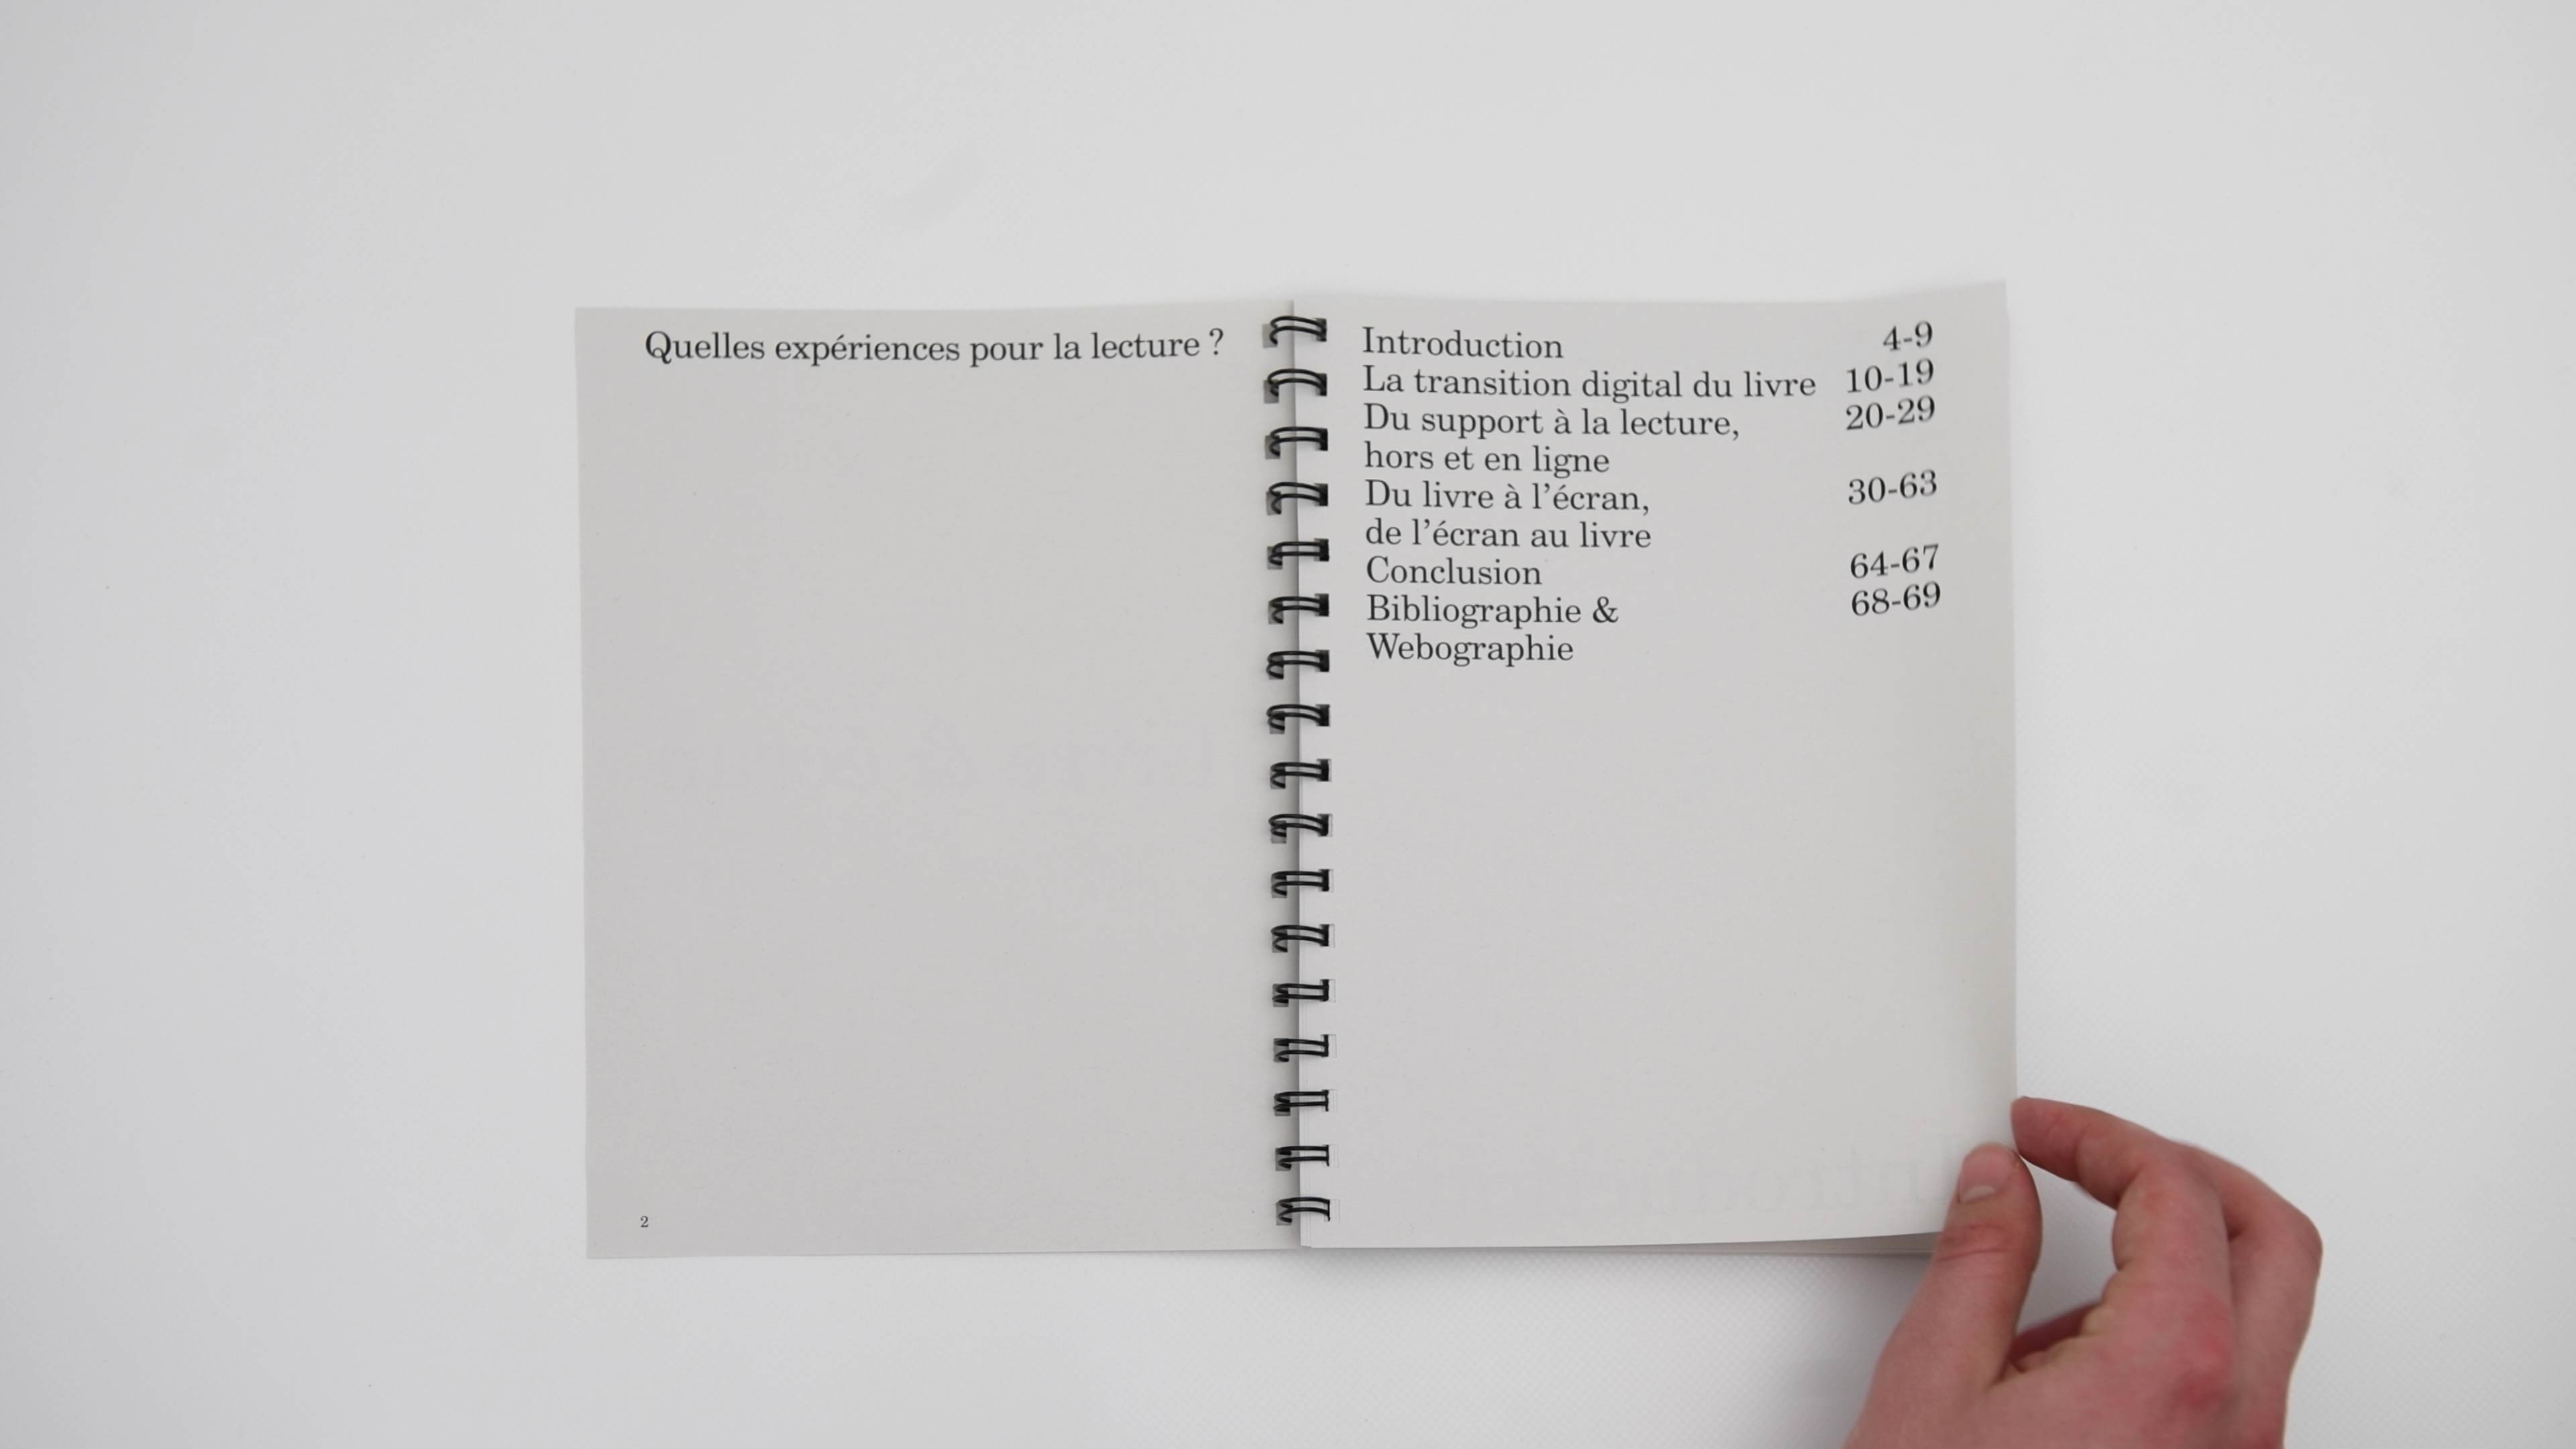 Quelles expériences pour la lecture ?
2
Introduction 4-9
La transition digital du livre 10-19
Du support à la lecture, 20-29
hors et en ligne
Du livre à l'écran, 30-63
de l'écran au livre
Conclusion 64-67
Bibliographie & 68-69
Webographie